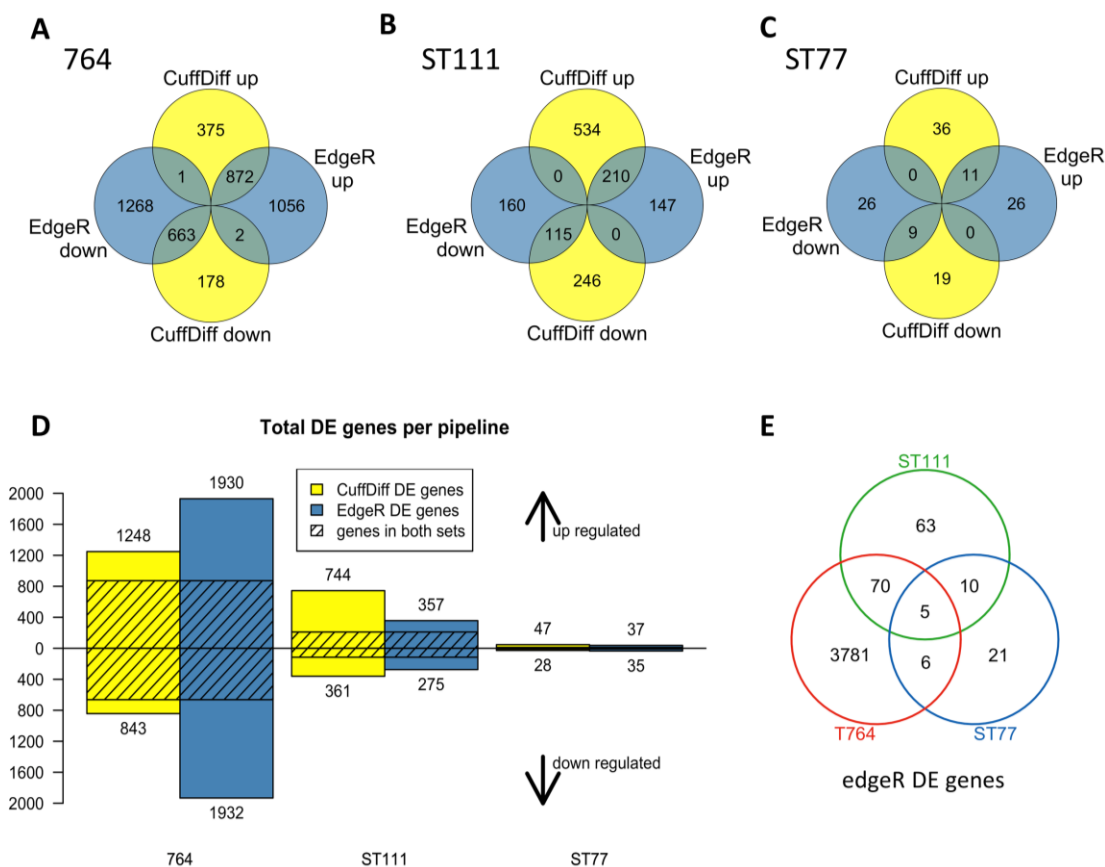 A
764
CuffDiff up
375
EdgeR
up
1
872
1268
1056
EdgeR
down
663
2
178
CuffDiff down
B
ST111
CuffDiff up
534
EdgeR
up
0
210
160
147
EdgeR
down
115
0
246
CuffDiff down
C
ST77
CuffDiff up
36
EdgeR
up
0
11
26
26
EdgeR
down
9
0
19
CuffDiff down
D
Total DE genes per pipeline
CuffDiff DE genes
EdgeR DE genes
genes in both sets
up regulated
down regulated
2000
1600
1200
800
400
0
400
800
1200
1600
2000
1248
1930
843
1932
744
357
361
275
47
37
28
35
764
ST111
ST77
E
ST111
63
70
10
5
3781
6
21
T764
ST77
edgeR DE genes